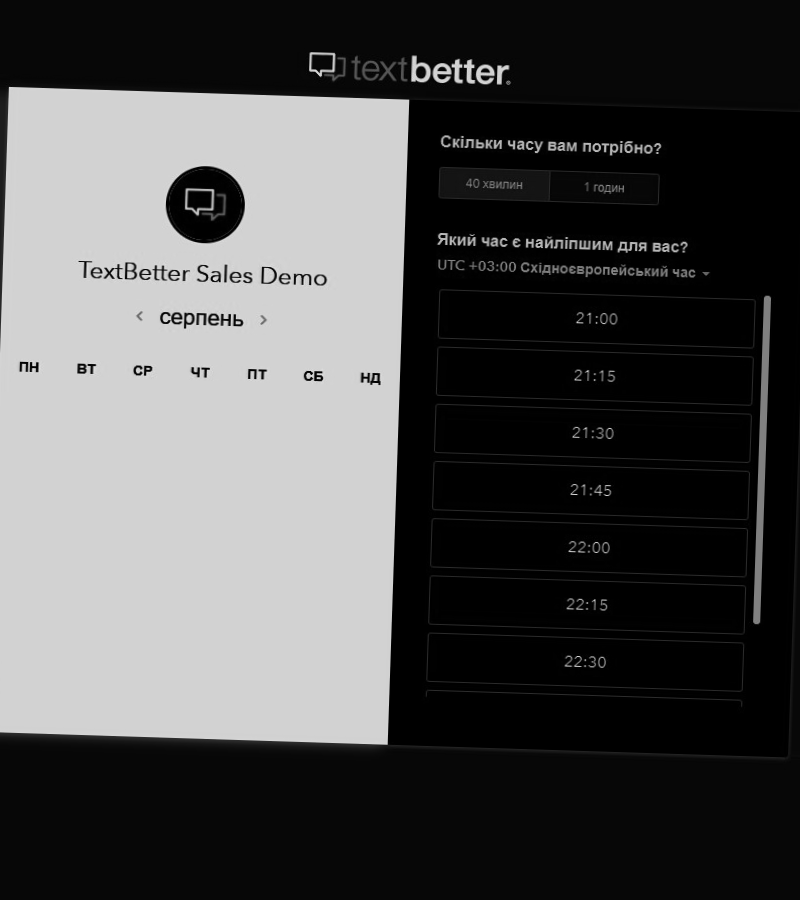 textbetter®
TextBetter Sales Demo
серпень
ПН ВТ СР ЧТ ПТ СБ НД
Скільки часу вам потрібно?
40 хвилин 1 годин
Який час є найліпшим для вас?
UTC +03:00 Східноєвропейський час
21:00
21:15
21:30
21:45
22:00
22:15
22:30